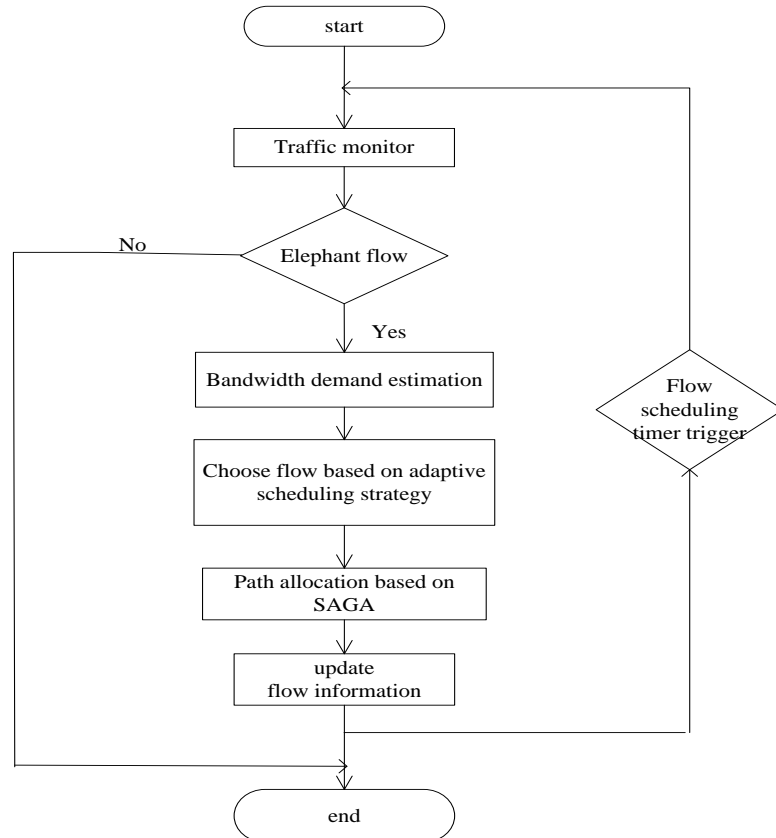 start
Traffic monitor
No
Elephant flow
Yes
Bandwidth demand estimation
Flow
scheduling
timer trigger
Choose flow based on adaptive
scheduling strategy
Path allocation based on
SAGA
update
flow information
end